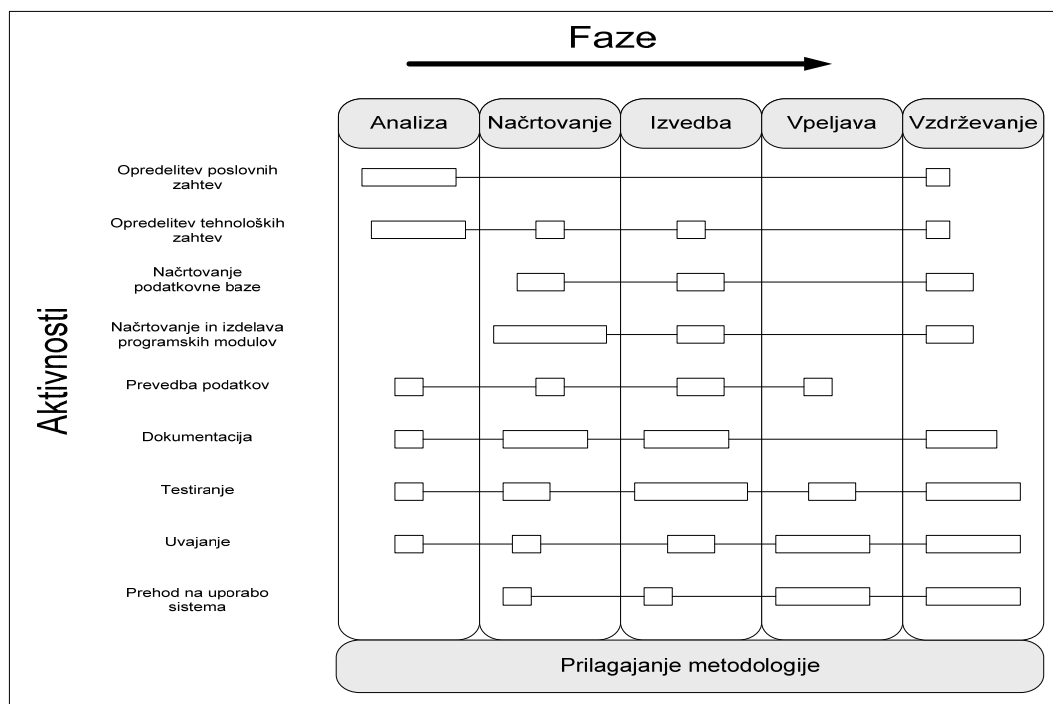 Faze
Analiza
Načrtovanje
Izvedba
Vpeljava
Vzdrževanje
Aktivnosti
Opredelitev poslovnih
zahtev
Opredelitev tehnoloških
zahtev
Načrtovanje
podatkovne baze
Načrtovanje in izdelava
programskih modulov
Prevedba podatkov
Dokumentacija
Testiranje
Uvajanje
Prehod na uporabo
sistema
Prilagajanje metodologije